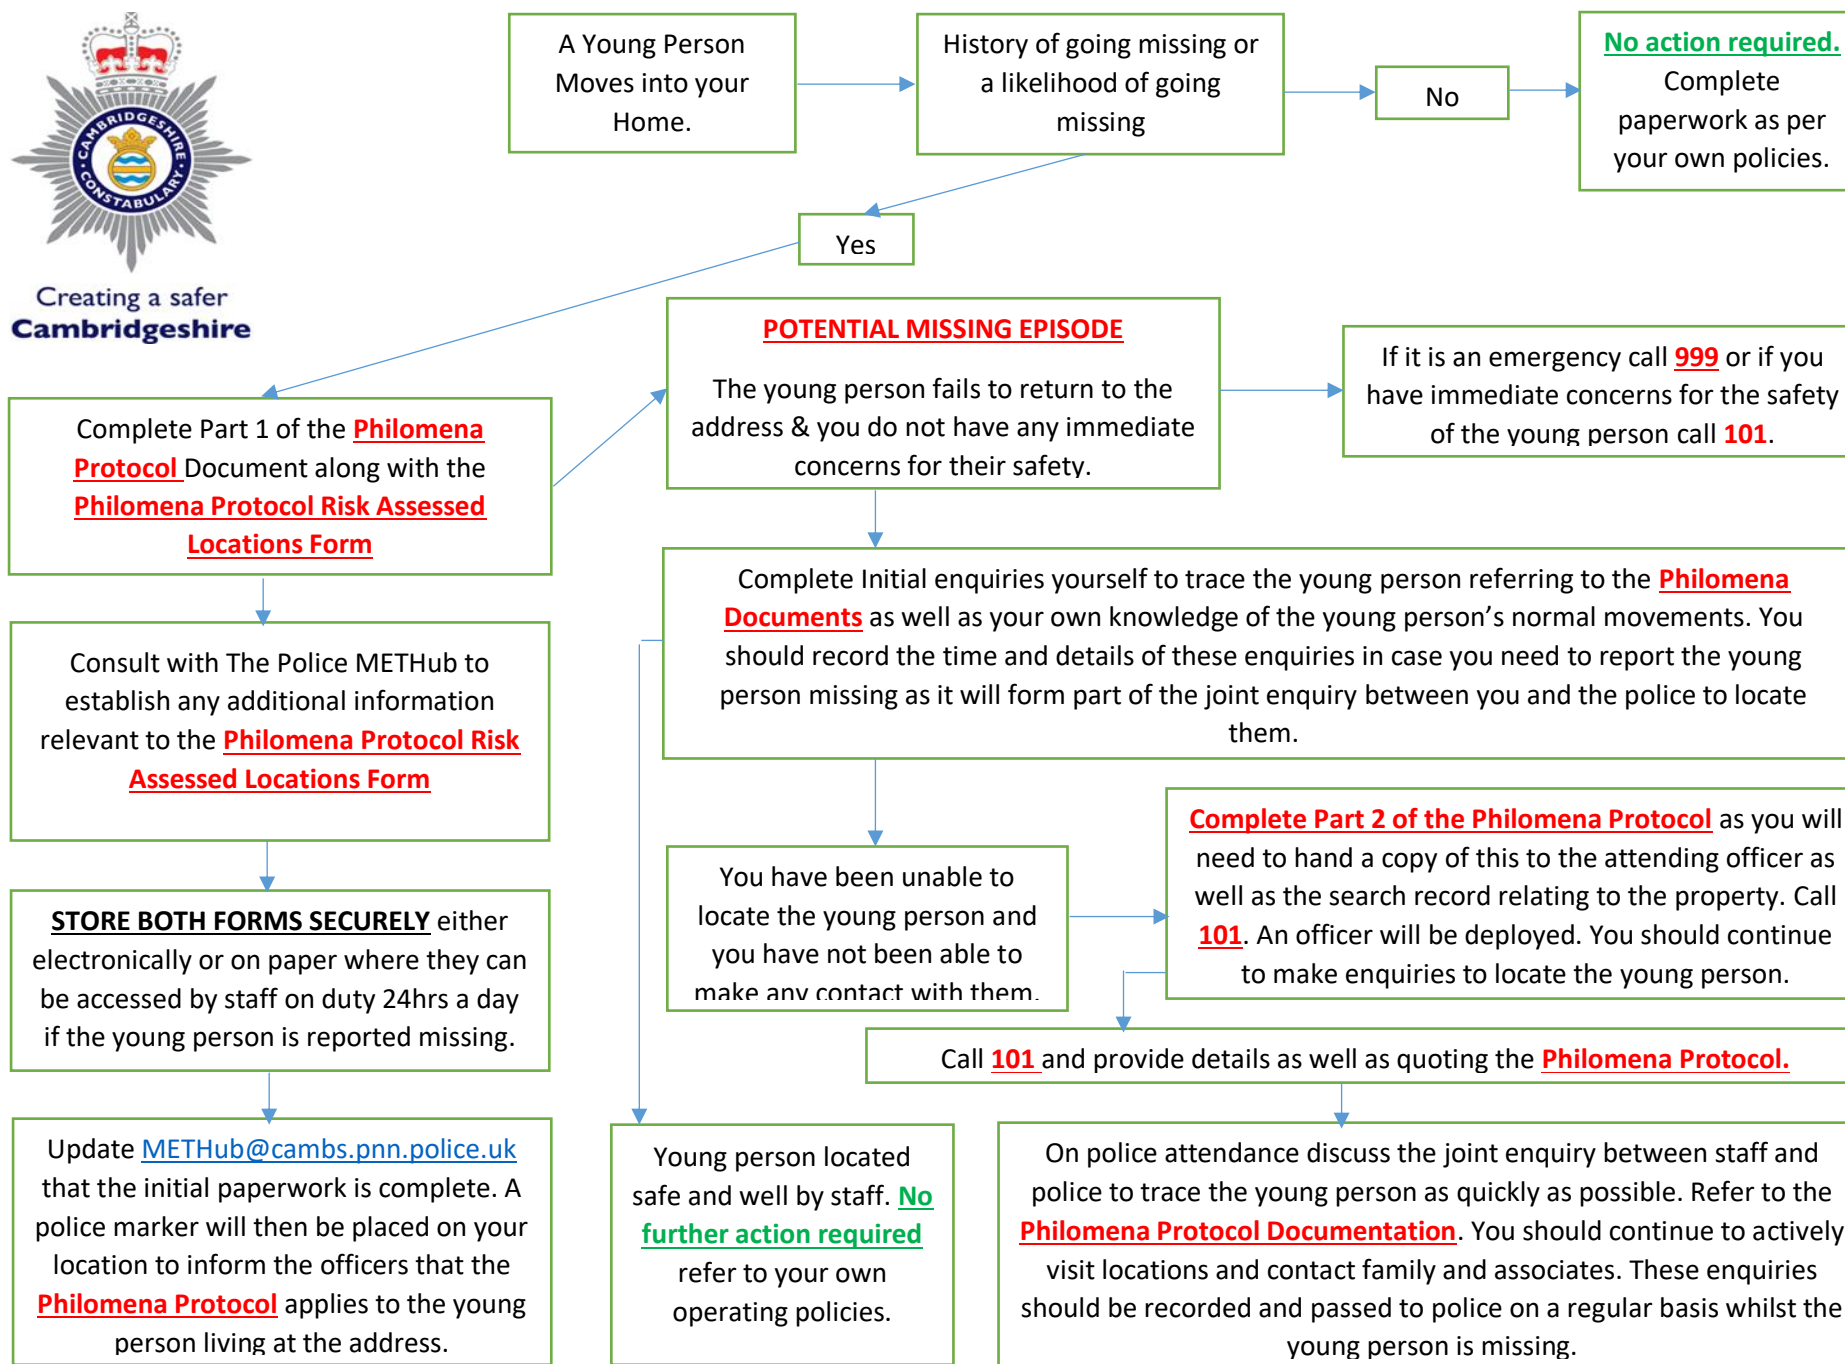 CAMBRIDGESHIRE
CONSTABULARY
Creating a safer
Cambridgeshire
A Young Person
Moves into your
Home.
History of going missing or
a likelihood of going
missing
No
No action required.
Complete
paperwork as per
your own policies.
Yes
Complete Part 1 of the Philomena
Protocol Document along with the
Philomena Protocol Risk Assessed
Locations Form
Consult with The Police METHub to
establish any additional information
relevant to the Philomena Protocol Risk
Assessed Locations Form
STORE BOTH FORMS SECURELY either
electronically or on paper where they can
be accessed by staff on duty 24hrs a day
if the young person is reported missing.
Update METHub@cambs.pnn.police.uk
that the initial paperwork is complete. A
police marker will then be placed on your
location to inform the officers that the
Philomena Protocol applies to the young
person living at the address.
POTENTIAL MISSING EPISODE
The young person fails to return to the
address & you do not have any immediate
concerns for their safety.
If it is an emergency call 999 or if you
have immediate concerns for the safety
of the young person call 101.
Complete Initial enquiries yourself to trace the young person referring to the Philomena
Documents as well as your own knowledge of the young person’s normal movements. You
should record the time and details of these enquiries in case you need to report the young
person missing as it will form part of the joint enquiry between you and the police to locate
them.
You have been unable to
locate the young person and
you have not been able to
make any contact with them.
Complete Part 2 of the Philomena Protocol as you will
need to hand a copy of this to the attending officer as
well as the search record relating to the property. Call
101. An officer will be deployed. You should continue
to make enquiries to locate the young person.
Call 101 and provide details as well as quoting the Philomena Protocol.
Young person located
safe and well by staff. No
further action required
refer to your own
operating policies.
On police attendance discuss the joint enquiry between staff and
police to trace the young person as quickly as possible. Refer to the
Philomena Protocol Documentation. You should continue to actively
visit locations and contact family and associates. These enquiries
should be recorded and passed to police on a regular basis whilst the
young person is missing.